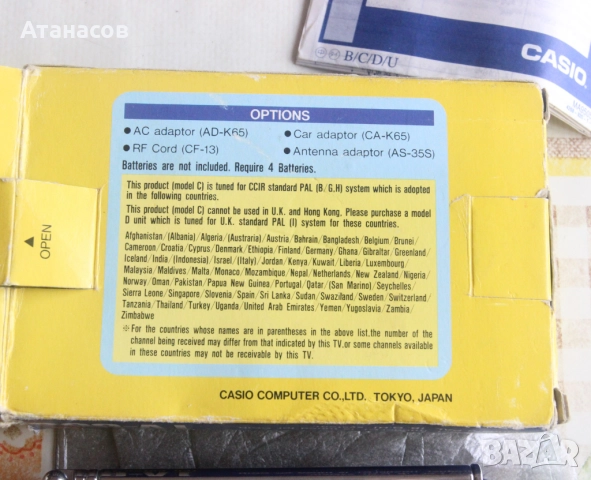 Атанасов
B/C/D/U
CASIO
OPTIONS
● AC adaptor (AD-K65) ● Car adaptor (CA-K65)
● RF Cord (CF-13) ● Antenna adaptor (AS-35S)
Batteries are not included. Require 4 Batteries.
This product (model C) is tuned for CCIR standard PAL (B/G.H) system which is adopted
in the following countries.
This product (model C) cannot be used in U.K. and Hong Kong. Please purchase a model
D unit which is tuned for U.K. standard PAL (I) system for these countries.
Afghanistan/(Albania)/Algeria/(Austraria)/Austria/Bahrain/Bangladesh/Belgium/Brunei/
Cameroon/Croatia/Cyprus/Denmark/Ethiopia/Finland/Germany/Ghana/Gibraltar/Greenland/
Iceland/India/(Indonesia)/Israel/(Italy)/Jordan/Kenya/Kuwait/Liberia/Luxembourg/
Malaysia/Maldives/Malta/Monaco/Mozambique/Nepal/Netherlands/New Zealand/Nigeria/
Norway/Oman/Pakistan/Papua New Guinea/Portugal/Qatar/(San Marino)/Seychelles/
Sierra Leone/Singapore/Slovenia/Spain/Sri Lanka/Sudan/Swaziland/Sweden/Switzerland/
Tanzania/Thailand/Turkey/Uganda/United Arab Emirates/Yemen/Yugoslavia/Zambia/
Zimbabwe
※ For the countries whose names are in parentheses in the above list,the number of the
channel being received may differ from that indicated by this TV.or some channels available
in these countries may not be receivable by this TV.
CASIO COMPUTER CO.,LTD. TOKYO, JAPAN
▲ OPEN
BAZAR